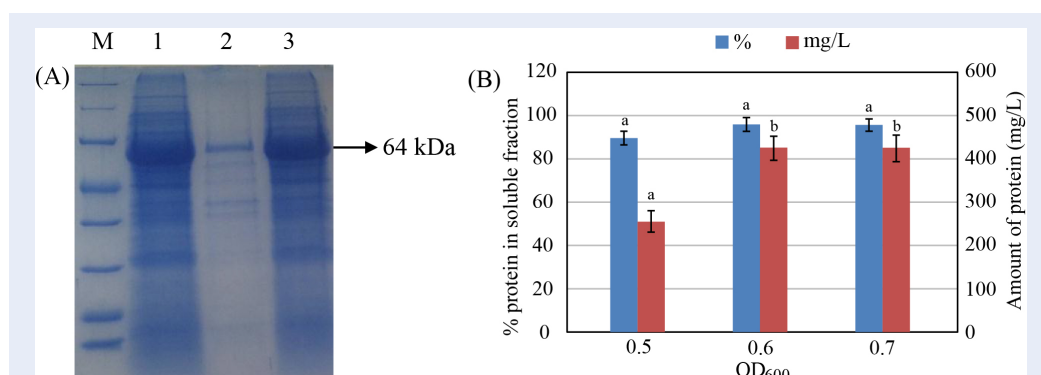 (A)
M 1 2 3
64 kDa
(B)
% mg/L
% protein in soluble fraction
120
100
80
60
40
20
0
a a
a b
a b
600
500
400
300
200
100
0
Amount of protein (mg/L)
0.5 0.6 0.7
OD600